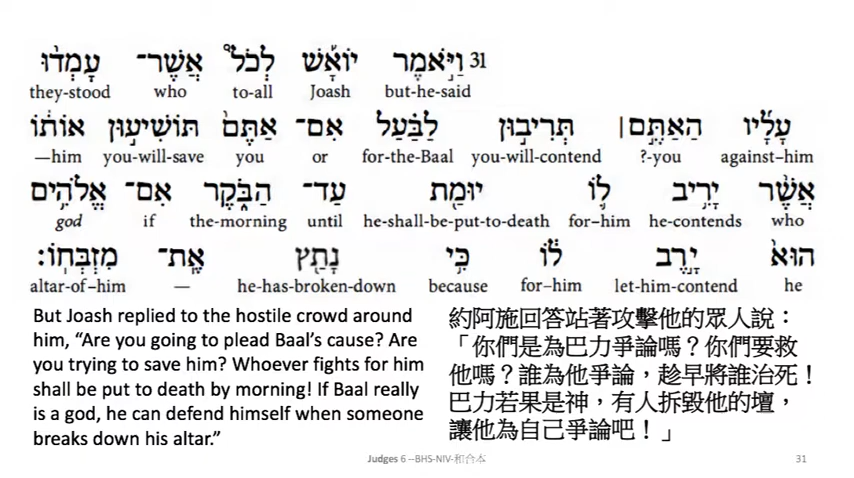 31 וַיֹּ֣אמֶר יוֹאָ֡שׁ לְכֹל֩ אֲשֶׁר־ עָמְד֨וּ
they-stood who to-all Joash but-he-said
עָלָ֜יו הַאַתֶּ֣ם׀ תְּרִיב֣וּן לַבַּ֗עַל אִם־ אַתֶּם֙ תּוֹשִׁיע֣וּן אוֹת֔וֹ
—him you-will-save you or for-the-Baal you-will-contend ?-you against–him
אֲשֶׁ֨ר יָרִ֥יב ל֛וֹ יוּמַ֖ת עַד־ הַבֹּ֑קֶר אִם־ אֱלֹהִ֥ים
god if the-morning until he-shall-be-put-to-death for–him he-contends who
הוּא֙ יָ֣רֶב ל֔וֹ כִּ֥י נָתַ֖ץ אֶֽת־ מִזְבְּחֽוֹ׃
altar-of–him — he-has-broken-down because for–him let-him-contend he
But Joash replied to the hostile crowd around
him, “Are you going to plead Baal’s cause? Are
you trying to save him? Whoever fights for him
shall be put to death by morning! If Baal really
is a god, he can defend himself when someone
breaks down his altar.”
約阿施回答站著攻擊他的眾人說：
「你們是為巴力爭論嗎？你們要救
他嗎？誰為他爭論，趁早將誰治死！
巴力若果是神，有人拆毀他的壇，
讓他為自己爭論吧！」
Judges 6 --BHS-NIV-和合本
31